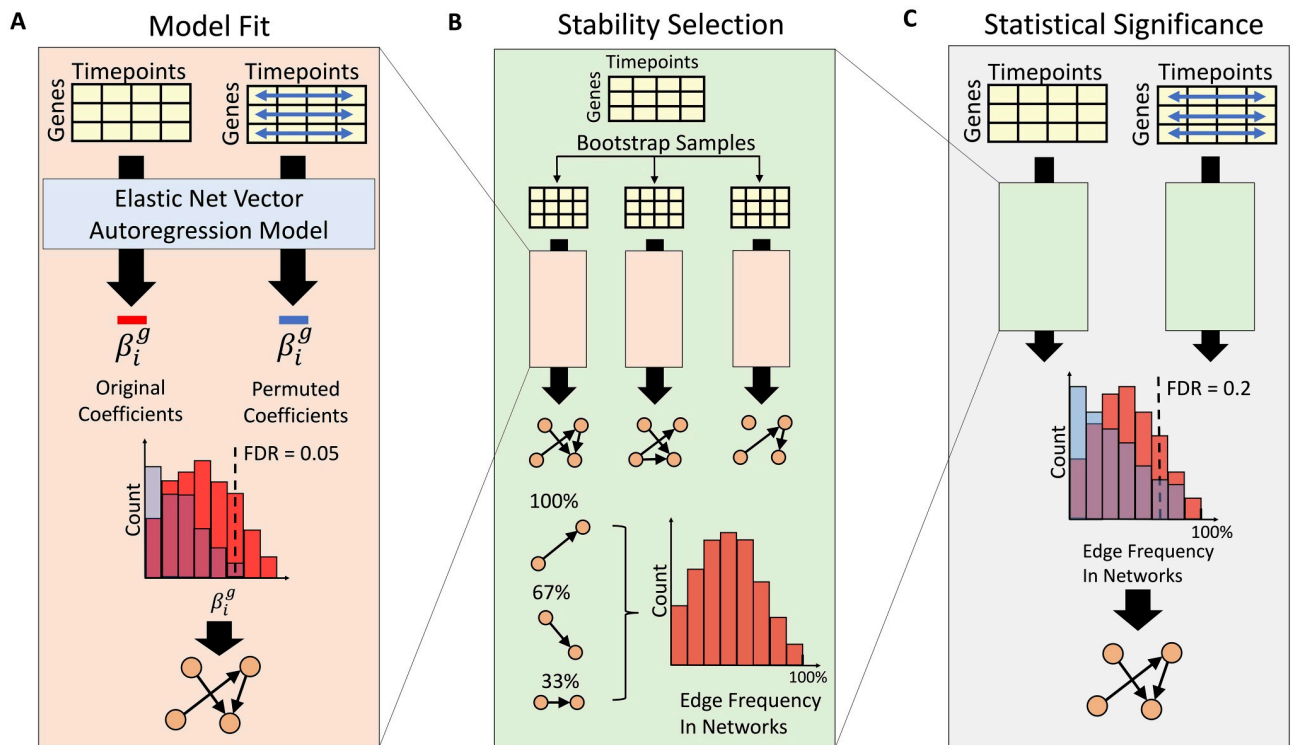 A
Model Fit
Timepoints
Genes
Timepoints
Genes
Elastic Net Vector
Autoregression Model
β_i^g
β_i^g
Original
Coefficients
Permuted
Coefficients
FDR = 0.05
Count
β_i^g
B
Stability Selection
Timepoints
Genes
Bootstrap Samples
100%
67%
33%
Count
100%
Edge Frequency
In Networks
C
Statistical Significance
Timepoints
Genes
Timepoints
Genes
FDR = 0.2
Count
100%
Edge Frequency
In Networks